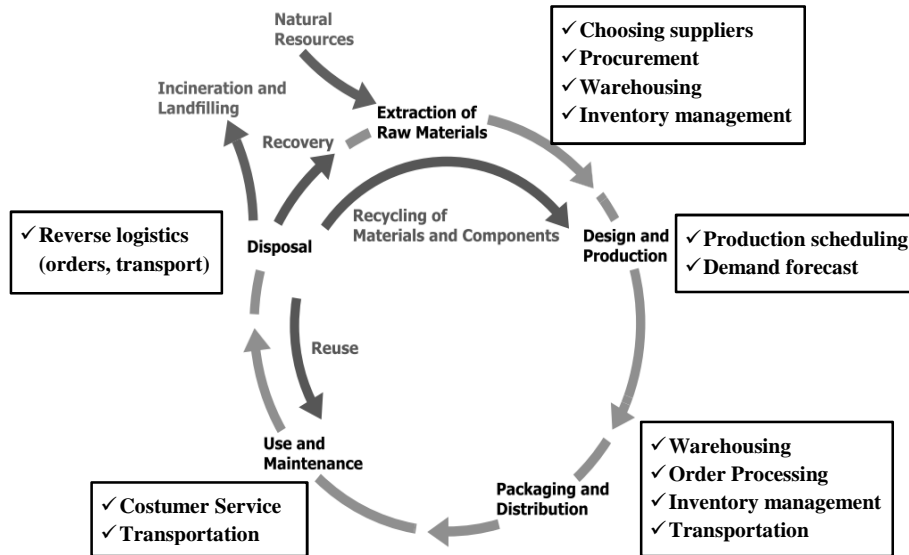 Natural
Resources
✓ Choosing suppliers
✓ Procurement
✓ Warehousing
✓ Inventory management
Incineration and
Landfilling
Extraction of
Raw Materials
Recovery
Recycling of
Materials and Components
✓ Reverse logistics
(orders, transport)
Disposal
Design and
Production
✓ Production scheduling
✓ Demand forecast
Reuse
Use and
Maintenance
✓ Warehousing
✓ Order Processing
✓ Inventory management
✓ Transportation
Packaging and
Distribution
✓ Costumer Service
✓ Transportation